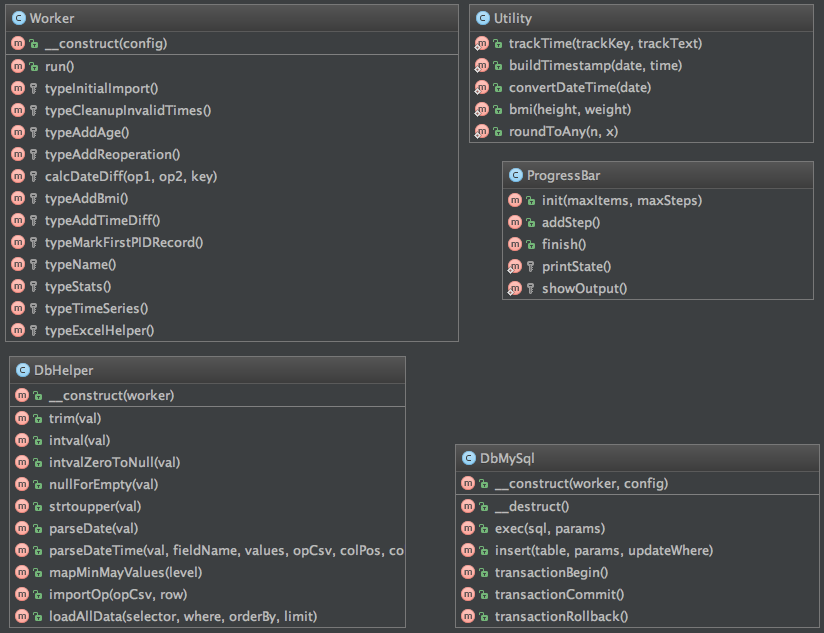 Worker
__construct(config)
run()
typeInitialImport()
typeCleanupInvalidTimes()
typeAddAge()
typeAddReoperation()
calcDateDiff(op1, op2, key)
typeAddBmi()
typeAddTimeDiff()
typeMarkFirstPIDRecord()
typeName()
typeStats()
typeTimeSeries()
typeExcelHelper()
Utility
trackTime(trackKey, trackText)
buildTimestamp(date, time)
convertDateTime(date)
bmi(height, weight)
roundToAny(n, x)
ProgressBar
init(maxItems, maxSteps)
addStep()
finish()
printState()
showOutput()
DbHelper
__construct(worker)
trim(val)
intval(val)
intvalZeroToNull(val)
nullForEmpty(val)
strtoupper(val)
parseDate(val)
parseDateTime(val, fieldName, values, opCsv, colPos, co
mapMinMayValues(level)
importOp(opCsv, row)
loadAllData(selector, where, orderBy, limit)
DbMySql
__construct(worker, config)
__destruct()
exec(sql, params)
insert(table, params, updateWhere)
transactionBegin()
transactionCommit()
transactionRollback()